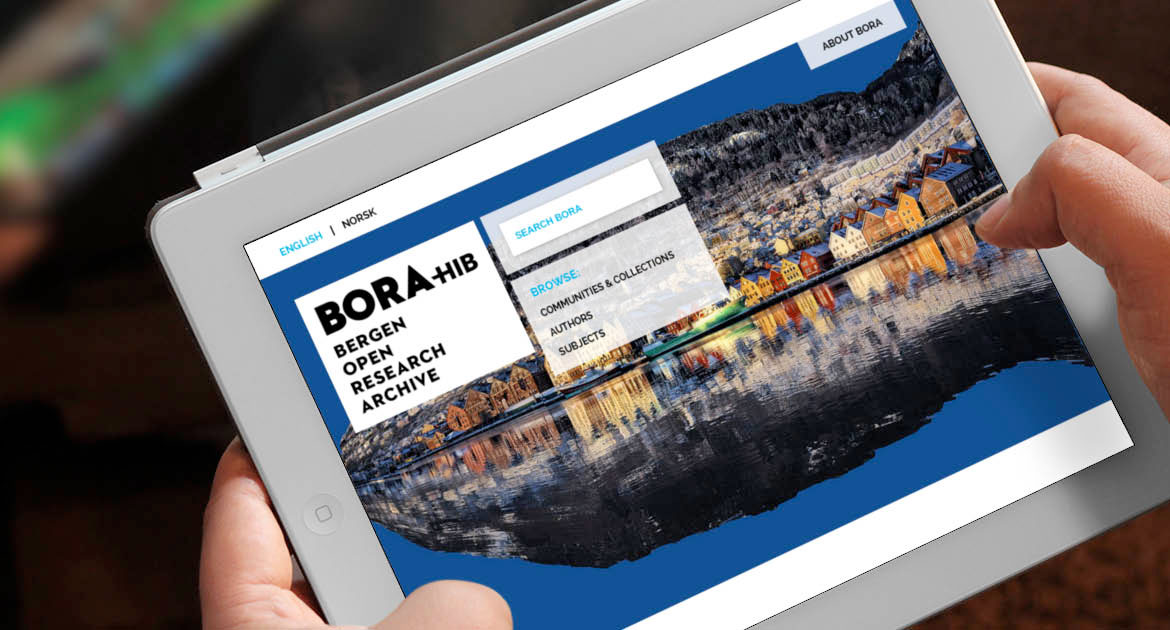 ABOUT BORA
ENGLISH | NORSK
BORA-HIB
BERGEN
OPEN
RESEARCH
ARCHIVE
SEARCH BORA
BROWSE:
COMMUNITIES & COLLECTIONS
AUTHORS
SUBJECTS